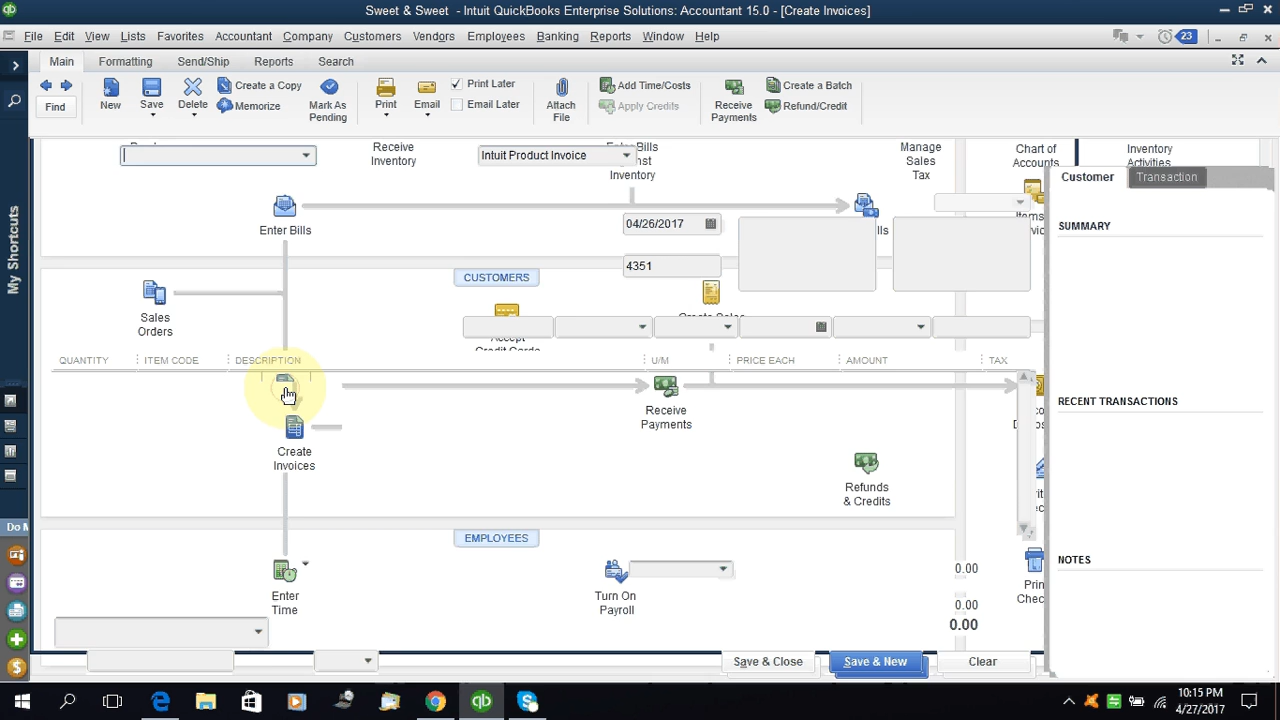 Sweet & Sweet - Intuit QuickBooks Enterprise Solutions: Accountant 15.0 - [Create Invoices]
File Edit View Lists Favorites Accountant Company Customers Vendors Employees Banking Reports Window Help
23
Main Formatting Send/Ship Reports Search
Find
New
Save
Delete
Create a Copy
Memorize
Mark As
Pending
Print
Email
Print Later
Email Later
Attach
File
Add Time/Costs
Apply Credits
Receive
Payments
Create a Batch
Refund/Credit
Receive
Inventory
Intuit Product Invoice
Enter Bills
Inventory
Manage
Sales
Tax
Chart of
Accounts
Inventory
Activities
Customer
Transaction
Enter Bills
04/26/2017
4351
SUMMARY
CUSTOMERS
Sales
Orders
QUANTITY ITEM CODE DESCRIPTION U/M PRICE EACH AMOUNT TAX
Create
Invoices
Receive
Payments
RECENT TRANSACTIONS
Refunds
& Credits
EMPLOYEES
Enter
Time
Turn On
Payroll
0.00
0.00
0.00
NOTES
Save & Close
Save & New
Clear
My Shortcuts
10:15 PM
4/27/2017